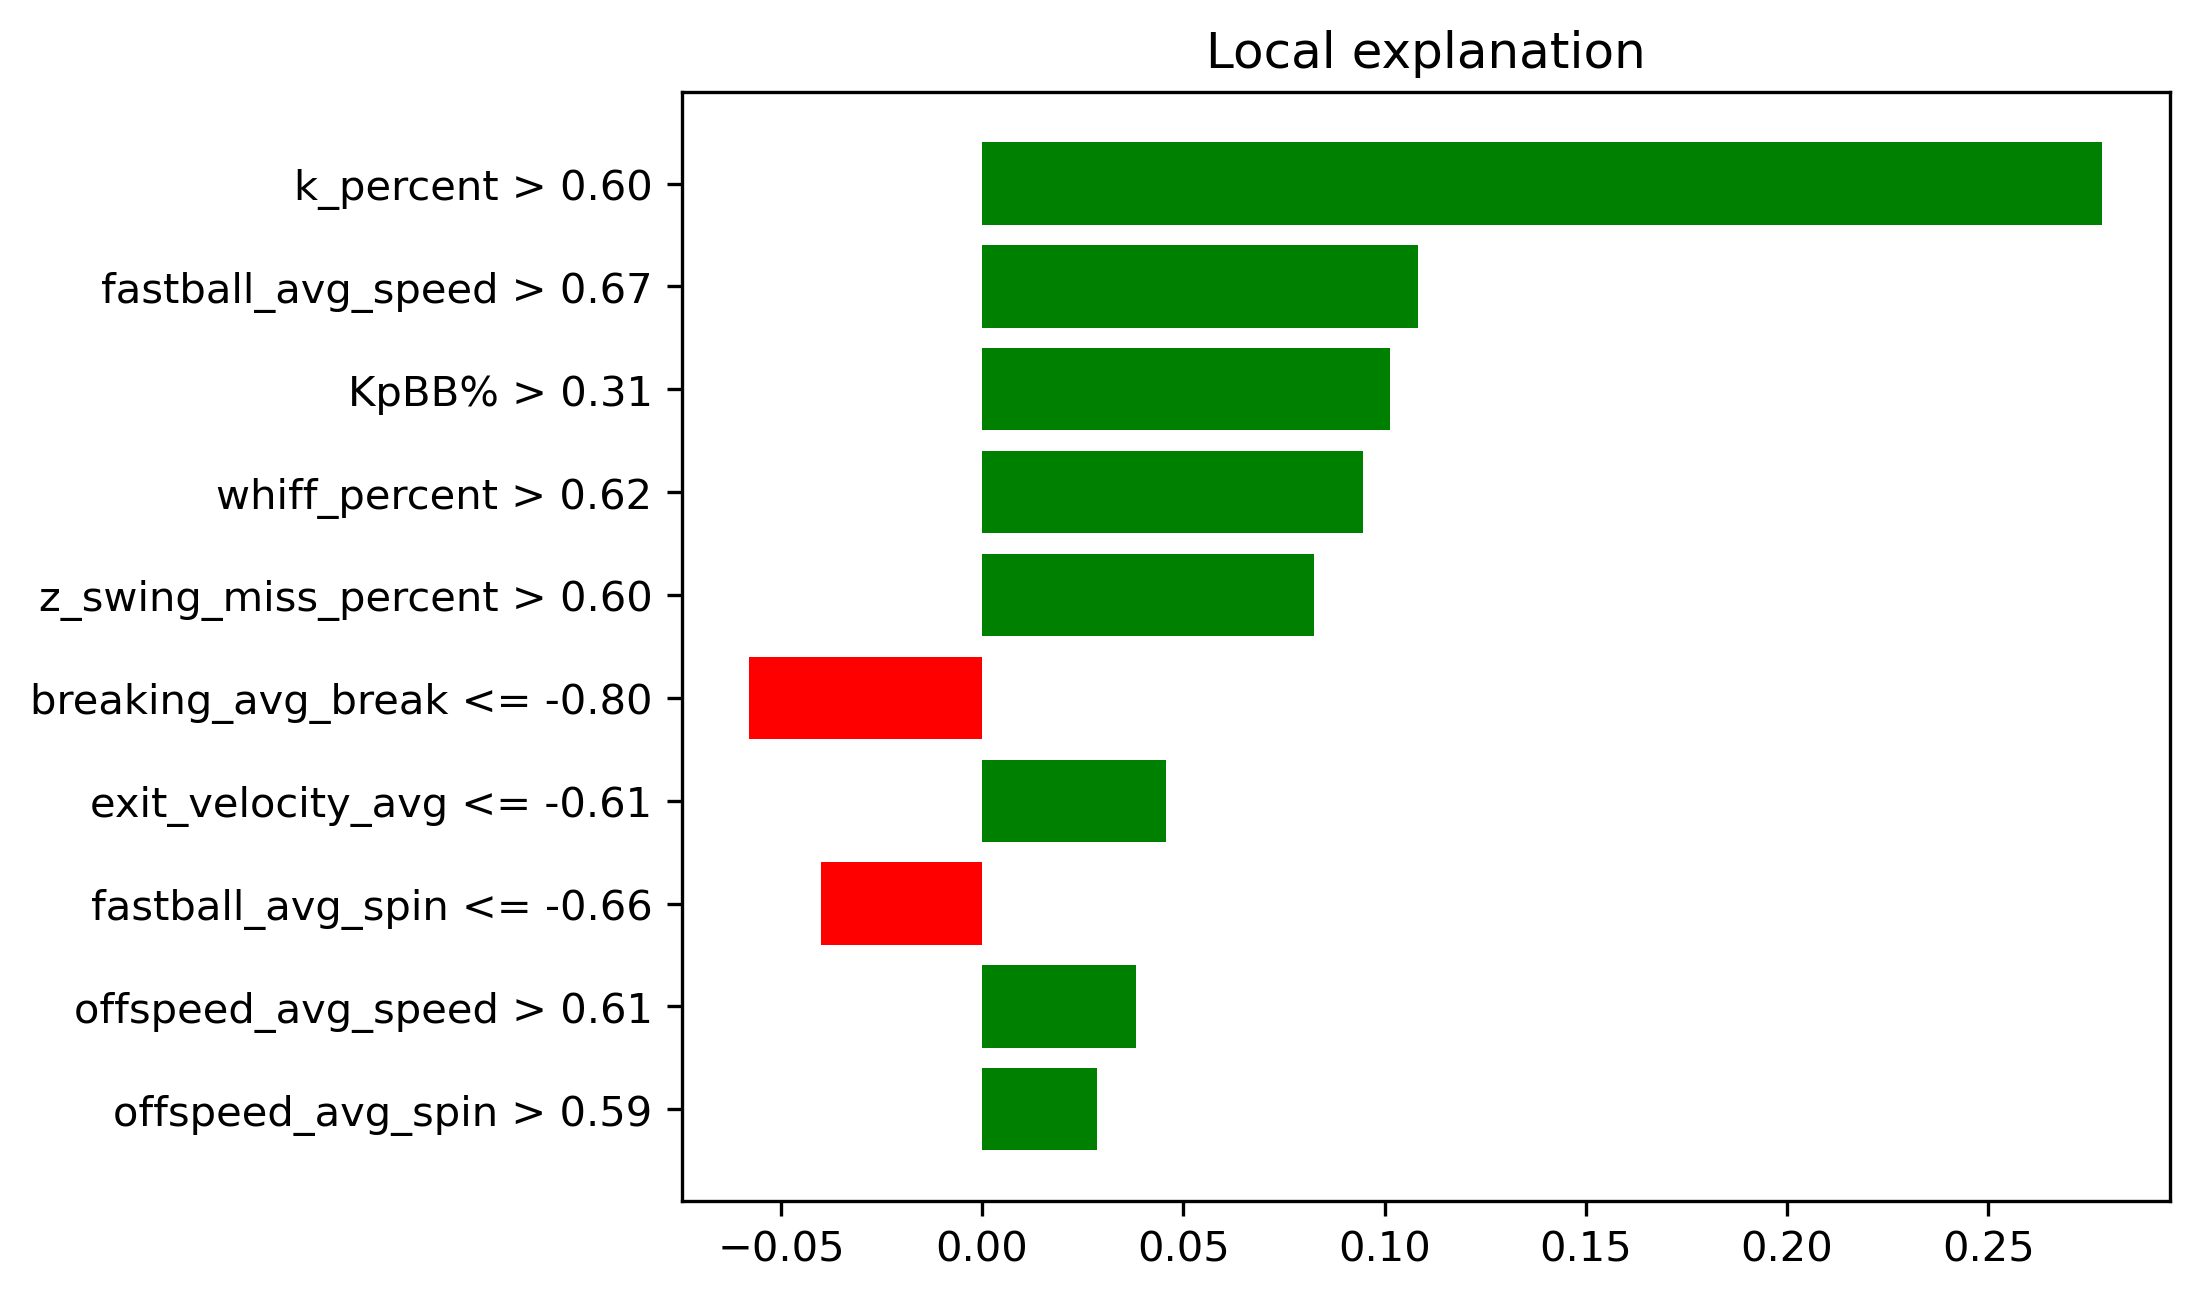 Local explanation
k_percent > 0.60
fastball_avg_speed > 0.67
KpBB% > 0.31
whiff_percent > 0.62
z_swing_miss_percent > 0.60
breaking_avg_break <= -0.80
exit_velocity_avg <= -0.61
fastball_avg_spin <= -0.66
offspeed_avg_speed > 0.61
offspeed_avg_spin > 0.59
−0.05 0.00 0.05 0.10 0.15 0.20 0.25